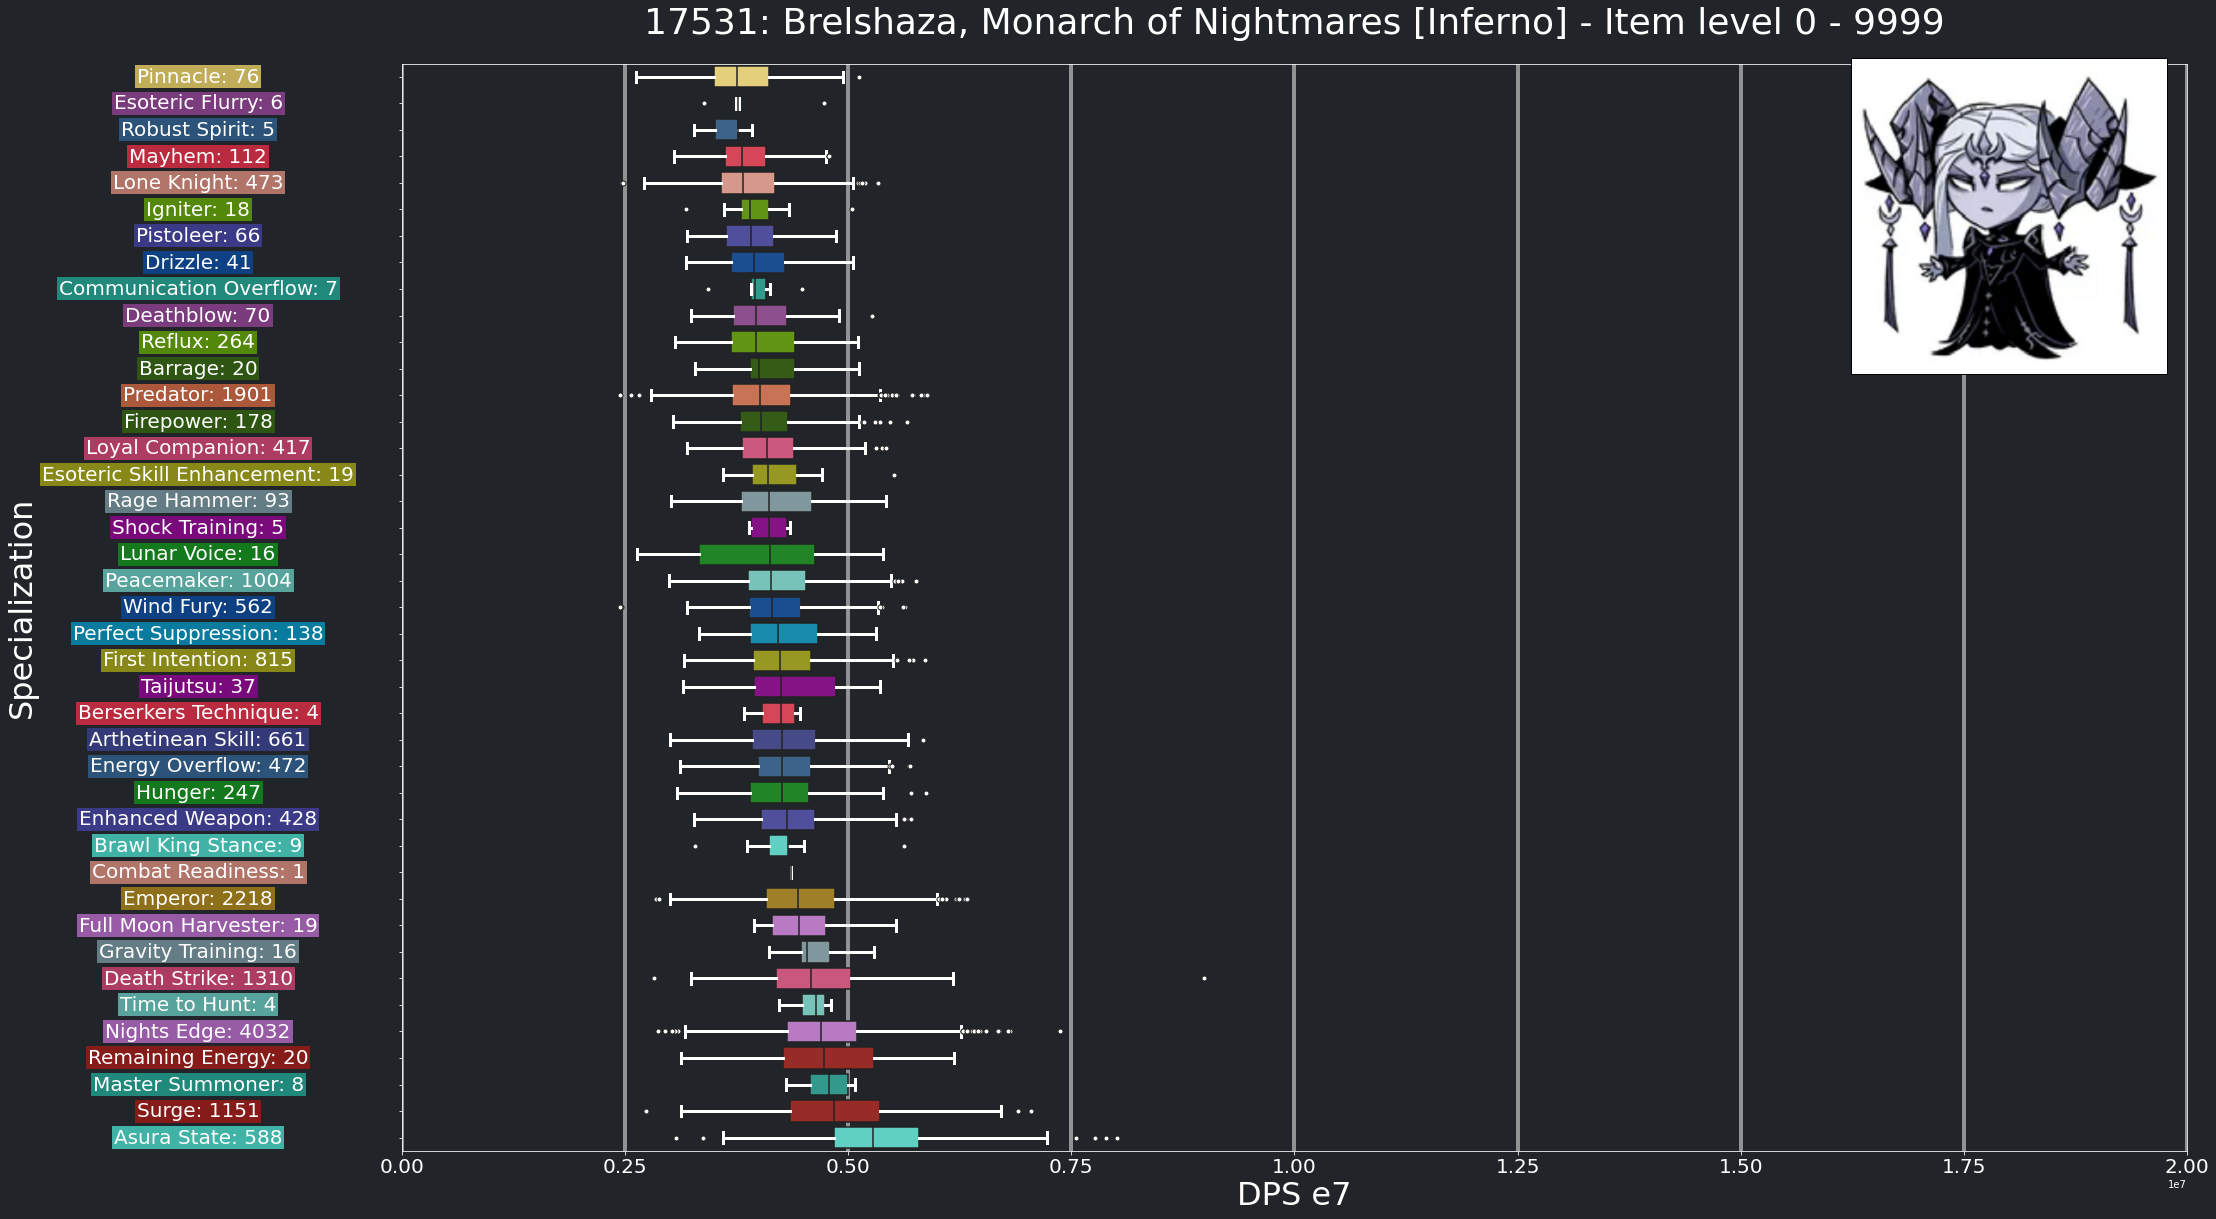 17531: Brelshaza, Monarch of Nightmares [Inferno] - Item level 0 - 9999
Specialization
Pinnacle: 76
Esoteric Flurry: 6
Robust Spirit: 5
Mayhem: 112
Lone Knight: 473
Igniter: 18
Pistoleer: 66
Drizzle: 41
Communication Overflow: 7
Deathblow: 70
Reflux: 264
Barrage: 20
Predator: 1901
Firepower: 178
Loyal Companion: 417
Esoteric Skill Enhancement: 19
Rage Hammer: 93
Shock Training: 5
Lunar Voice: 16
Peacemaker: 1004
Wind Fury: 562
Perfect Suppression: 138
First Intention: 815
Taijutsu: 37
Berserkers Technique: 4
Arthetinean Skill: 661
Energy Overflow: 472
Hunger: 247
Enhanced Weapon: 428
Brawl King Stance: 9
Combat Readiness: 1
Emperor: 2218
Full Moon Harvester: 19
Gravity Training: 16
Death Strike: 1310
Time to Hunt: 4
Nights Edge: 4032
Remaining Energy: 20
Master Summoner: 8
Surge: 1151
Asura State: 588
0.00 0.25 0.50 0.75 1.00 1.25 1.50 1.75 2.00
1e7
DPS e7